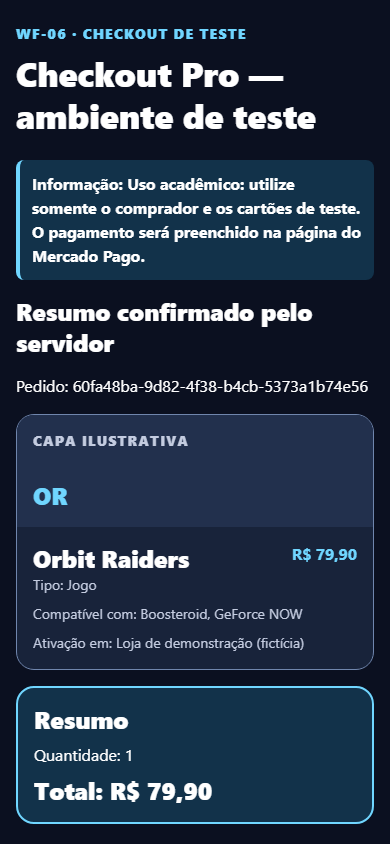 WF-06 · CHECKOUT DE TESTE
Checkout Pro —
ambiente de teste
Informação: Uso acadêmico: utilize
somente o comprador e os cartões de teste.
O pagamento será preenchido na página do
Mercado Pago.
Resumo confirmado pelo
servidor
Pedido: 60fa48ba-9d82-4f38-b4cb-5373a1b74e56
CAPA ILUSTRATIVA
OR
Orbit Raiders
R$ 79,90
Tipo: Jogo
Compatível com: Boosteroid, GeForce NOW
Ativação em: Loja de demonstração (fictícia)
Resumo
Quantidade: 1
Total: R$ 79,90